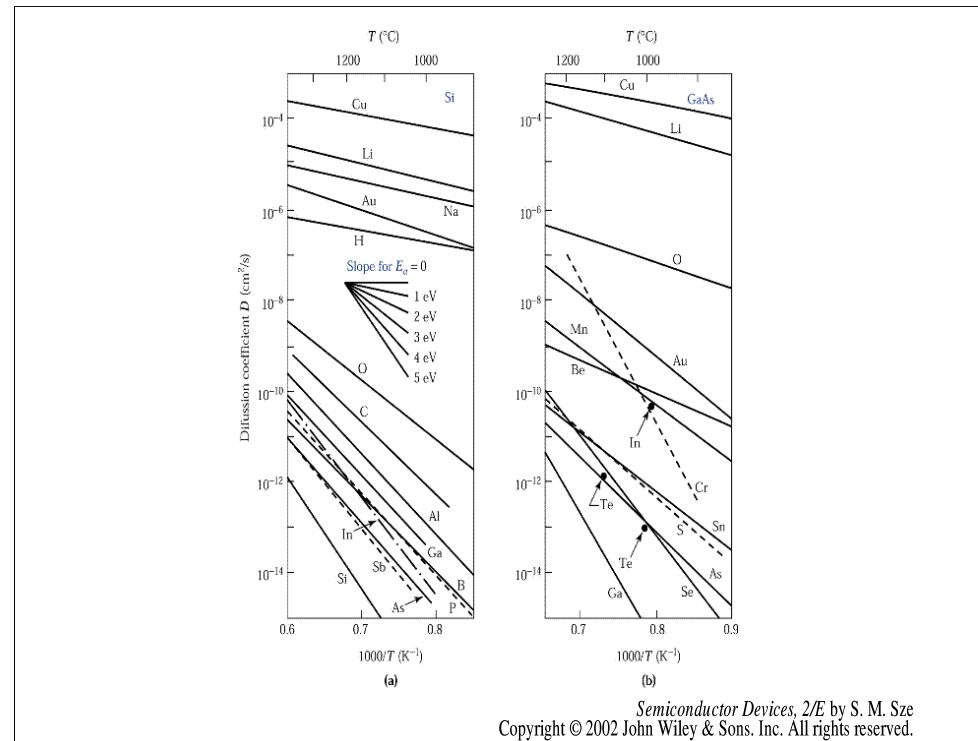 T (°C)
1200 1000
Si
Cu
Li
Na
Au
H
Slope for Ea = 0
1 eV
2 eV
3 eV
4 eV
5 eV
O
C
Al
In
Ga
Sb
Si
B
As
P
Difussion coefficient D (cm²/s)
10⁻⁴
10⁻⁶
10⁻⁸
10⁻¹⁰
10⁻¹²
10⁻¹⁴
0.6 0.7 0.8
1000/T (K⁻¹)
(a)
T (°C)
1200 1000
GaAs
Cu
Li
O
Mn
Au
Be
In
Cr
Te
Sn
S
Te
As
Ga
Se
10⁻⁴
10⁻⁶
10⁻⁸
10⁻¹⁰
10⁻¹²
10⁻¹⁴
0.7 0.8 0.9
1000/T (K⁻¹)
(b)
Semiconductor Devices, 2/E by S. M. Sze
Copyright © 2002 John Wiley & Sons. Inc. All rights reserved.